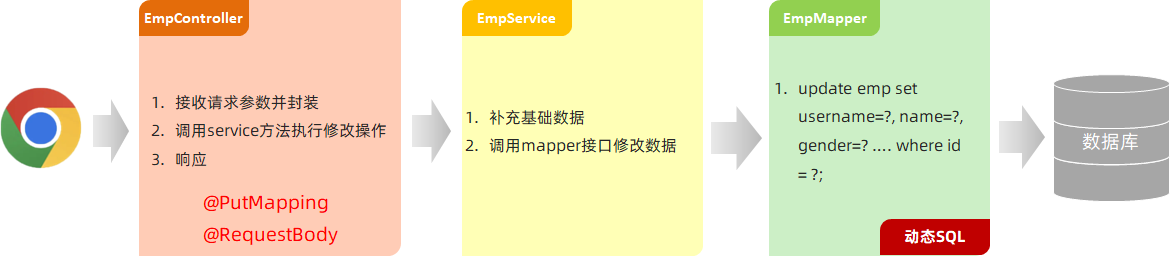 EmpController
1. 接收请求参数并封装
2. 调用service方法执行修改操作
3. 响应
@PutMapping
@RequestBody
EmpService
1. 补充基础数据
2. 调用mapper接口修改数据
EmpMapper
1. update emp set
username=?, name=?,
gender=? .... where id
= ?;
动态SQL
数据库